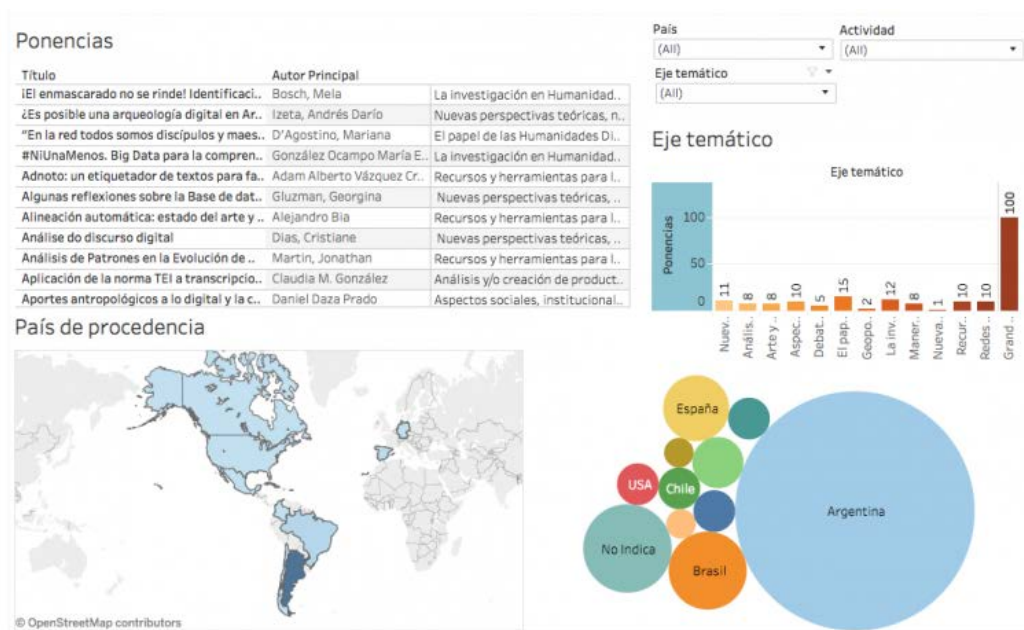 Ponencias
Título Autor Principal
¡El enmascarado no se rinde! Identificaci.. Bosch, Mela La investigación en Humanidad..
¿Es posible una arqueología digital en Ar.. Izeta, Andrés Darío Nuevas perspectivas teóricas, n..
"En la red todos somos discípulos y maes.. D'Agostino, Mariana El papel de las Humanidades Di..
#NiUnaMenos. Big Data para la compren.. González Ocampo María E.. La investigación en Humanidad..
Adnoto: un etiquetador de textos para fa.. Adam Alberto Vázquez Cr.. Recursos y herramientas para l..
Algunas reflexiones sobre la Base de dat.. Gluzman, Georgina Nuevas perspectivas teóricas, ..
Alineación automática: estado del arte y .. Alejandro Bia Recursos y herramientas para l..
Análise do discurso digital Dias, Cristiane Nuevas perspectivas teóricas, ..
Análisis de Patrones en la Evolución de .. Martin, Jonathan Recursos y herramientas para l..
Aplicación de la norma TEI a transcripcio.. Claudia M. González Análisis y/o creación de product..
Aportes antropológicos a lo digital y la c.. Daniel Daza Prado Aspectos sociales, institucional..
País Actividad
(All) (All)
Eje temático
(All)
Eje temático
Eje temático
Ponencias
100
50
0
11 8 8 10 5 15 2 12 8 1 10 10 100
Nuev.. Anális.. Arte y .. Aspec.. Debat.. El pap.. Geopo.. La inv.. Maner.. Nueva.. Recur.. Redes .. Grand ..
País de procedencia
© OpenStreetMap contributors
España
USA
Chile
Argentina
No Indica
Brasil